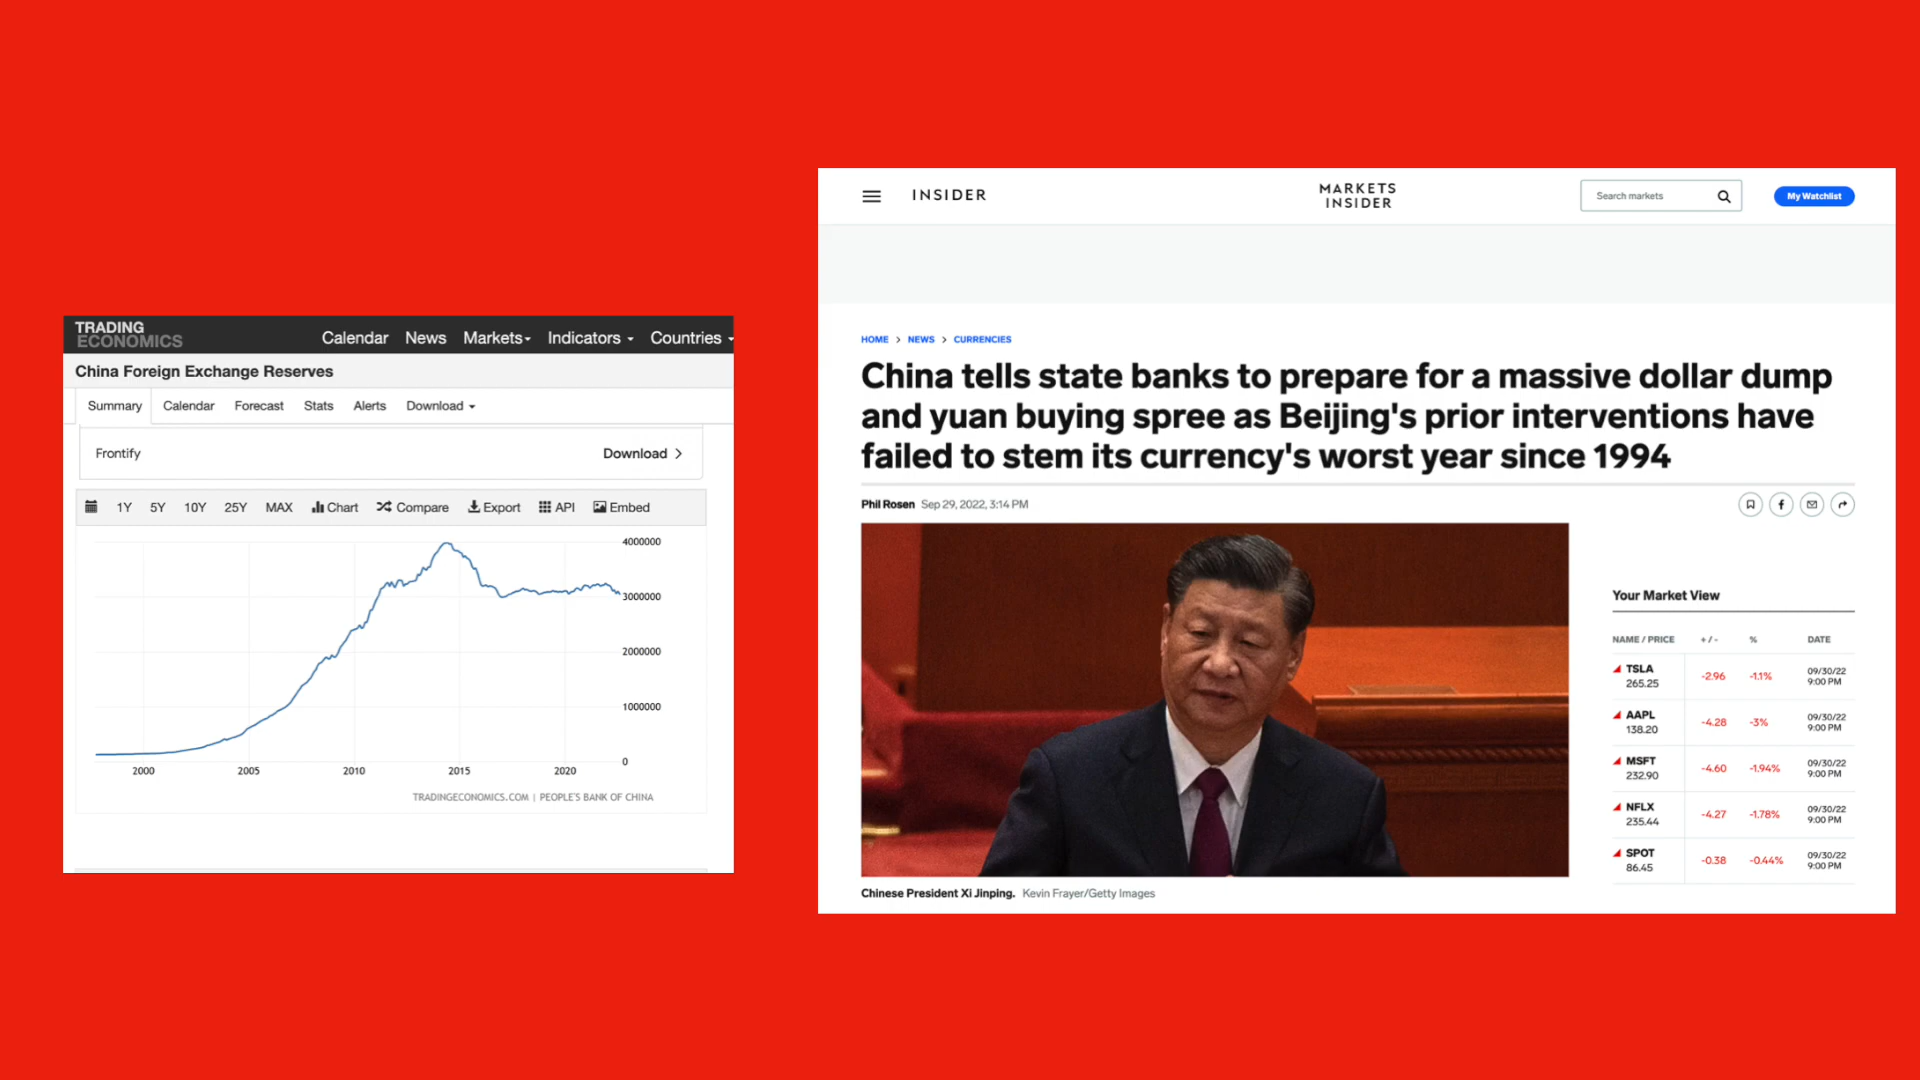 TRADING
ECONOMICS
Calendar News Markets Indicators Countries
China Foreign Exchange Reserves
Summary Calendar Forecast Stats Alerts Download
Frontify Download
1Y 5Y 10Y 25Y MAX Chart Compare Export API Embed
4000000
3000000
2000000
1000000
0
2000 2005 2010 2015 2020
TRADINGECONOMICS.COM | PEOPLE'S BANK OF CHINA
INSIDER
MARKETS
INSIDER
Search markets
My Watchlist
HOME > NEWS > CURRENCIES
China tells state banks to prepare for a massive dollar dump
and yuan buying spree as Beijing's prior interventions have
failed to stem its currency's worst year since 1994
Phil Rosen Sep 29, 2022, 3:14 PM
Chinese President Xi Jinping. Kevin Frayer/Getty Images
Your Market View
NAME / PRICE + / - % DATE
TSLA
265.25
-2.96 -1.1% 09/30/22
9:00 PM
AAPL
138.20
-4.28 -3% 09/30/22
9:00 PM
MSFT
232.90
-4.60 -1.94% 09/30/22
9:00 PM
NFLX
235.44
-4.27 -1.78% 09/30/22
9:00 PM
SPOT
86.45
-0.38 -0.44% 09/30/22
9:00 PM